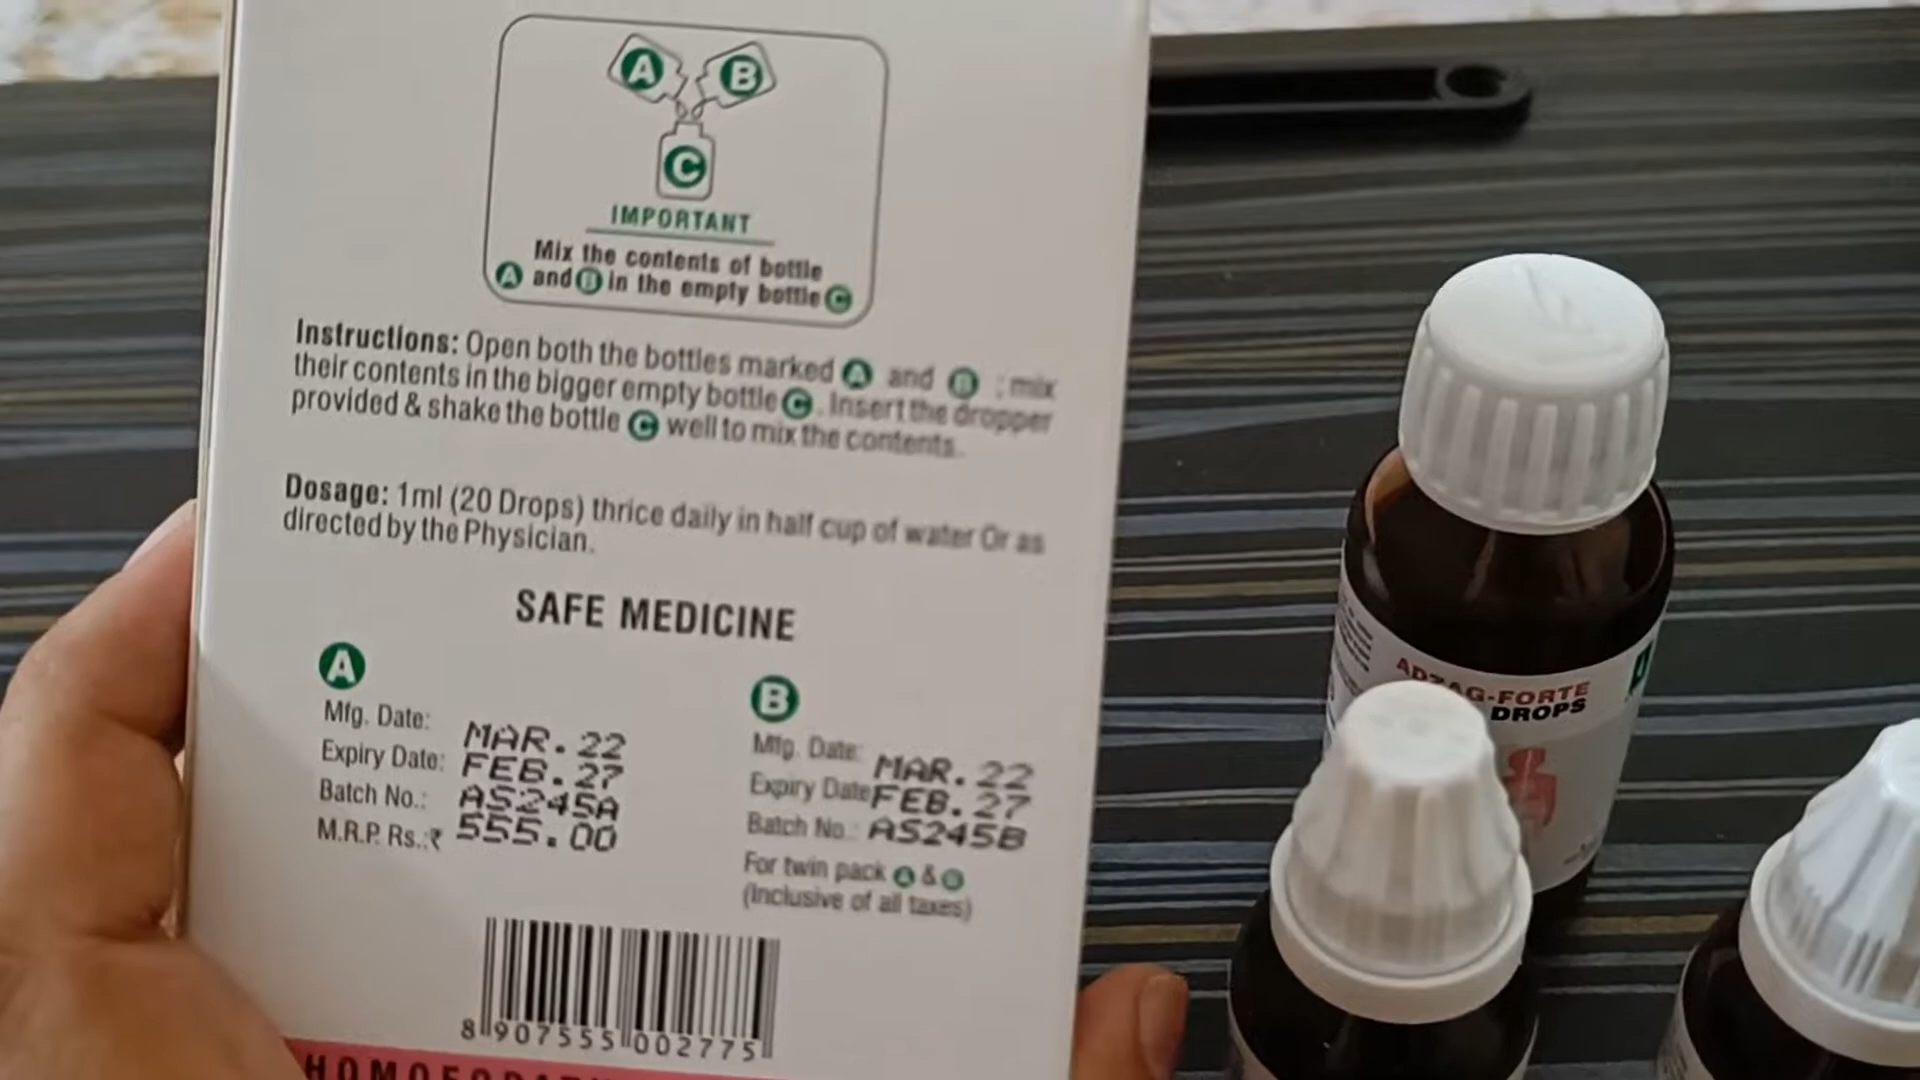 A B
C
IMPORTANT
Mix the contents of bottle
A and B in the empty bottle C
Instructions: Open both the bottles marked A and B ; mix
their contents in the bigger empty bottle C . Insert the dropper
provided & shake the bottle C well to mix the contents.
Dosage: 1ml (20 Drops) thrice daily in half cup of water Or as
directed by the Physician.
SAFE MEDICINE
A
Mfg. Date: MAR.22
Expiry Date: FEB.27
Batch No.: AS245A
M.R.P. Rs.:₹ 555.00
B
Mfg. Date: MAR.22
Expiry Date FEB.27
Batch No.: AS245B
For twin pack A & B
(Inclusive of all taxes)
8 907555 002775
ADZAG-FORTE
DROPS